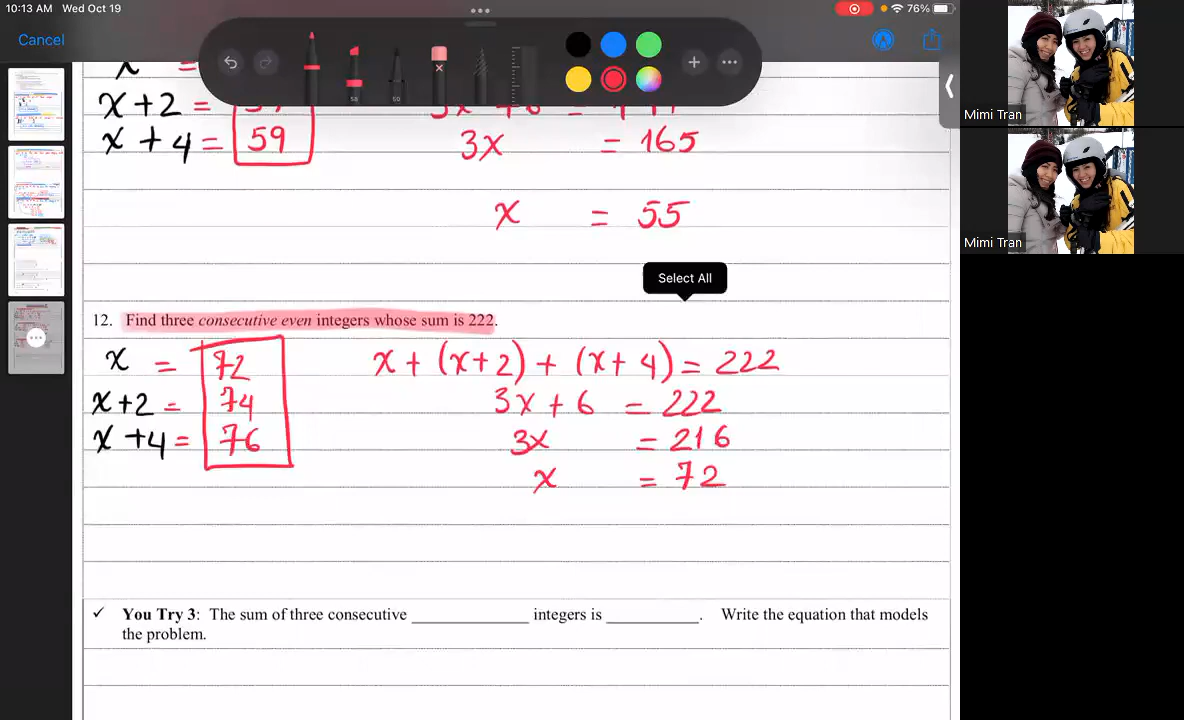 10:13 AM Wed Oct 19
76%
Cancel
58
50
Mimi Tran
x + 2 =
x + 4 = 59
3x = 165
x = 55
Mimi Tran
Select All
12. Find three consecutive even integers whose sum is 222.
x = 72
x + (x+2) + (x+4) = 222
x+2 = 74
3x + 6 = 222
x+4 = 76
3x = 216
x = 72
✓ You Try 3: The sum of three consecutive ______________ integers is ___________. Write the equation that models
the problem.